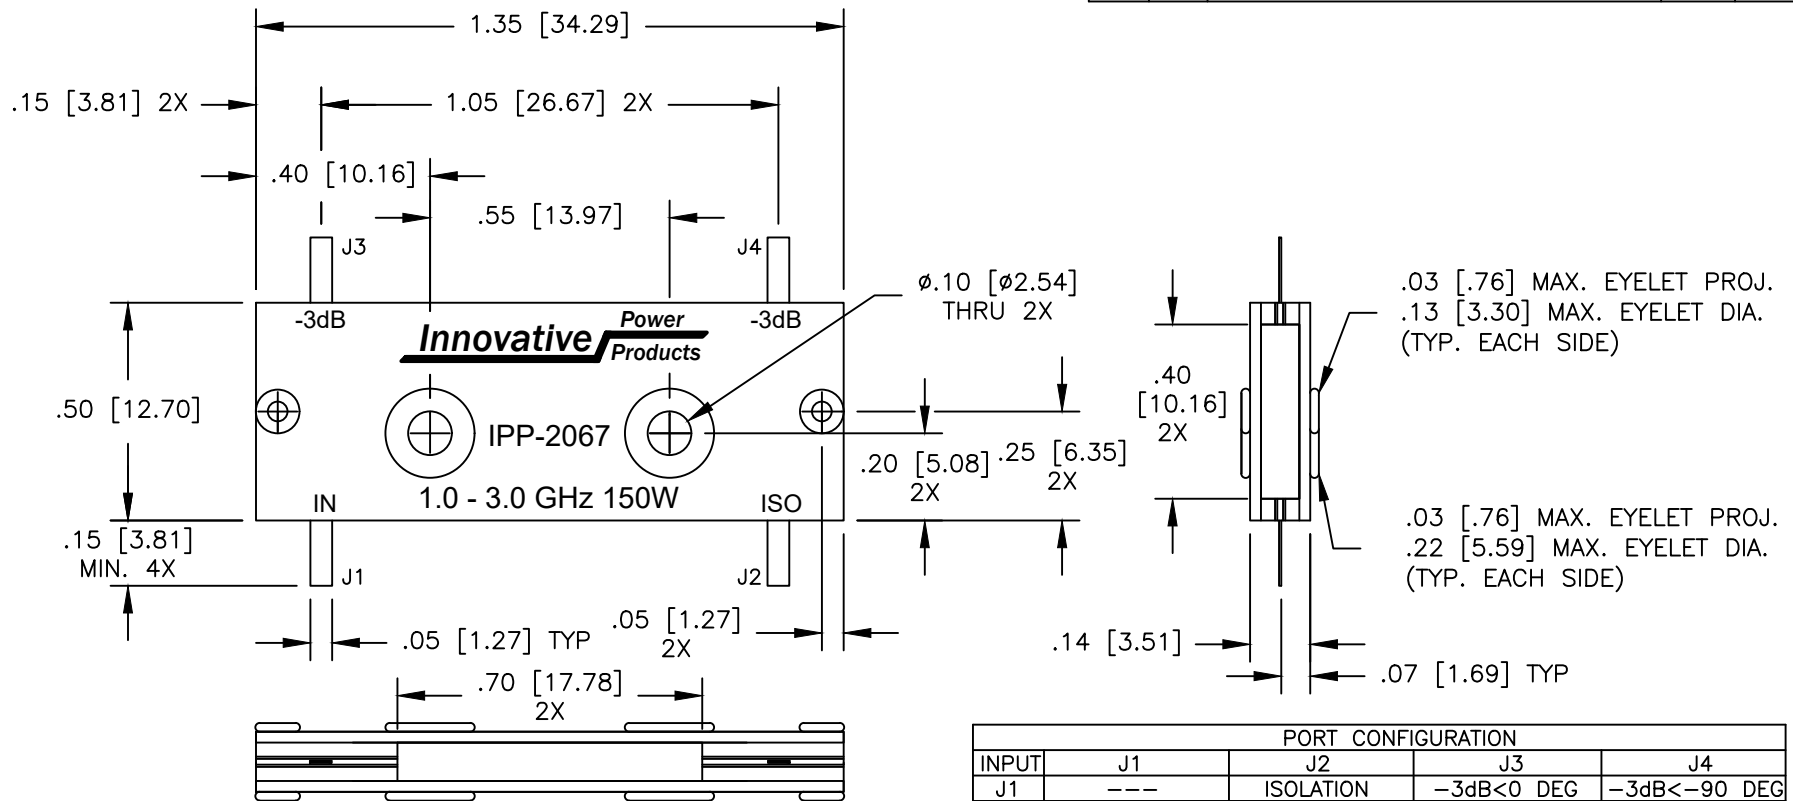 1.35 [34.29]
.15 [3.81] 2X
1.05 [26.67] 2X
.40 [10.16]
.55 [13.97]
J3
J4
ø.10 [ø2.54]
THRU 2X
.03 [.76] MAX. EYELET PROJ.
.13 [3.30] MAX. EYELET DIA.
(TYP. EACH SIDE)
-3dB
-3dB
Innovative Power
Products
.50 [12.70]
.40
[10.16]
2X
IPP-2067
.20 [5.08]
2X
.25 [6.35]
2X
IN
1.0 - 3.0 GHz 150W
ISO
.15 [3.81]
MIN. 4X
J1
J2
.03 [.76] MAX. EYELET PROJ.
.22 [5.59] MAX. EYELET DIA.
(TYP. EACH SIDE)
.05 [1.27] TYP
.05 [1.27]
2X
.14 [3.51]
.07 [1.69] TYP
.70 [17.78]
2X
PORT CONFIGURATION
INPUT J1 J2 J3 J4
J1 --- ISOLATION -3dB<0 DEG -3dB<-90 DEG